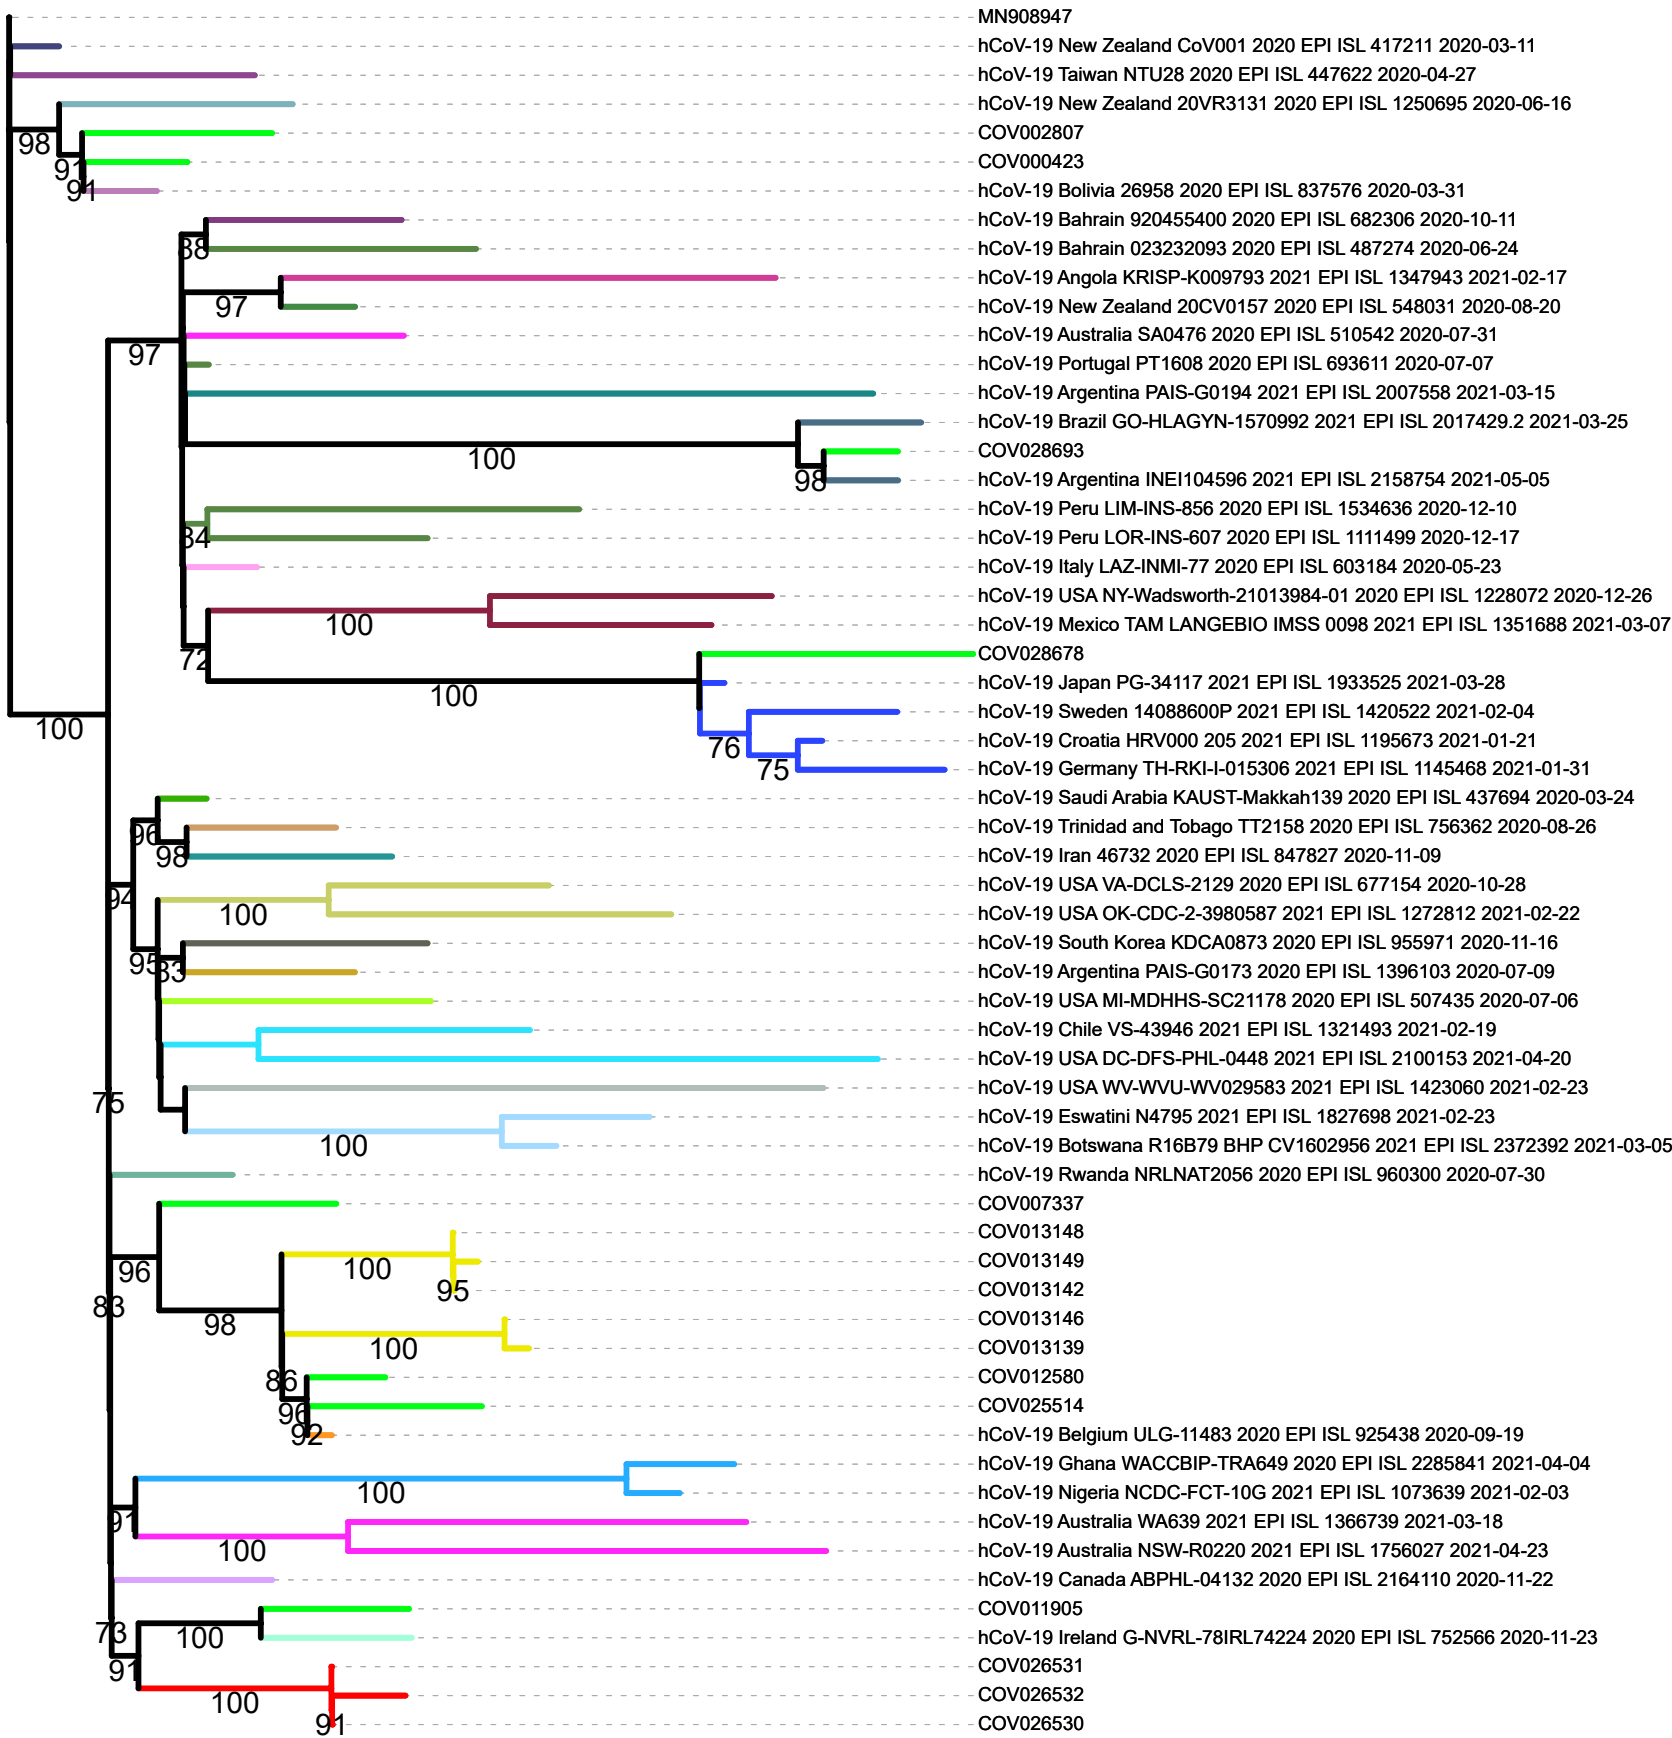 MN908947
hCoV-19 New Zealand CoV001 2020 EPI ISL 417211 2020-03-11
hCoV-19 Taiwan NTU28 2020 EPI ISL 447622 2020-04-27
hCoV-19 New Zealand 20VR3131 2020 EPI ISL 1250695 2020-06-16
98 COV002807
91 COV000423
91 hCoV-19 Bolivia 26958 2020 EPI ISL 837576 2020-03-31
hCoV-19 Bahrain 920455400 2020 EPI ISL 682306 2020-10-11
hCoV-19 Bahrain 023232093 2020 EPI ISL 487274 2020-06-24
hCoV-19 Angola KRISP-K009793 2021 EPI ISL 1347943 2021-02-17
97 hCoV-19 New Zealand 20CV0157 2020 EPI ISL 548031 2020-08-20
hCoV-19 Australia SA0476 2020 EPI ISL 510542 2020-07-31
97 hCoV-19 Portugal PT1608 2020 EPI ISL 693611 2020-07-07
hCoV-19 Argentina PAIS-G0194 2021 EPI ISL 2007558 2021-03-15
hCoV-19 Brazil GO-HLAGYN-1570992 2021 EPI ISL 2017429.2 2021-03-25
100 COV028693
98 hCoV-19 Argentina INEI104596 2021 EPI ISL 2158754 2021-05-05
hCoV-19 Peru LIM-INS-856 2020 EPI ISL 1534636 2020-12-10
hCoV-19 Peru LOR-INS-607 2020 EPI ISL 1111499 2020-12-17
hCoV-19 Italy LAZ-INMI-77 2020 EPI ISL 603184 2020-05-23
hCoV-19 USA NY-Wadsworth-21013984-01 2020 EPI ISL 1228072 2020-12-26
100 hCoV-19 Mexico TAM LANGEBIO IMSS 0098 2021 EPI ISL 1351688 2021-03-07
72 COV028678
100 hCoV-19 Japan PG-34117 2021 EPI ISL 1933525 2021-03-28
hCoV-19 Sweden 14088600P 2021 EPI ISL 1420522 2021-02-04
100 76 hCoV-19 Croatia HRV000 205 2021 EPI ISL 1195673 2021-01-21
75 hCoV-19 Germany TH-RKI-I-015306 2021 EPI ISL 1145468 2021-01-31
hCoV-19 Saudi Arabia KAUST-Makkah139 2020 EPI ISL 437694 2020-03-24
96 hCoV-19 Trinidad and Tobago TT2158 2020 EPI ISL 756362 2020-08-26
98 hCoV-19 Iran 46732 2020 EPI ISL 847827 2020-11-09
hCoV-19 USA VA-DCLS-2129 2020 EPI ISL 677154 2020-10-28
94 100 hCoV-19 USA OK-CDC-2-3980587 2021 EPI ISL 1272812 2021-02-22
hCoV-19 South Korea KDCA0873 2020 EPI ISL 955971 2020-11-16
95 hCoV-19 Argentina PAIS-G0173 2020 EPI ISL 1396103 2020-07-09
hCoV-19 USA MI-MDHHS-SC21178 2020 EPI ISL 507435 2020-07-06
hCoV-19 Chile VS-43946 2021 EPI ISL 1321493 2021-02-19
hCoV-19 USA DC-DFS-PHL-0448 2021 EPI ISL 2100153 2021-04-20
75 hCoV-19 USA WV-WVU-WV029583 2021 EPI ISL 1423060 2021-02-23
hCoV-19 Eswatini N4795 2021 EPI ISL 1827698 2021-02-23
100 hCoV-19 Botswana R16B79 BHP CV1602956 2021 EPI ISL 2372392 2021-03-05
hCoV-19 Rwanda NRLNAT2056 2020 EPI ISL 960300 2020-07-30
COV007337
COV013148
96 100 COV013149
83 95 COV013142
98 COV013146
100 COV013139
86 COV012580
96 COV025514
92 hCoV-19 Belgium ULG-11483 2020 EPI ISL 925438 2020-09-19
hCoV-19 Ghana WACCBIP-TRA649 2020 EPI ISL 2285841 2021-04-04
100 hCoV-19 Nigeria NCDC-FCT-10G 2021 EPI ISL 1073639 2021-02-03
91 hCoV-19 Australia WA639 2021 EPI ISL 1366739 2021-03-18
100 hCoV-19 Australia NSW-R0220 2021 EPI ISL 1756027 2021-04-23
hCoV-19 Canada ABPHL-04132 2020 EPI ISL 2164110 2020-11-22
COV011905
73 100 hCoV-19 Ireland G-NVRL-78IRL74224 2020 EPI ISL 752566 2020-11-23
91 COV026531
100 COV026532
91 COV026530